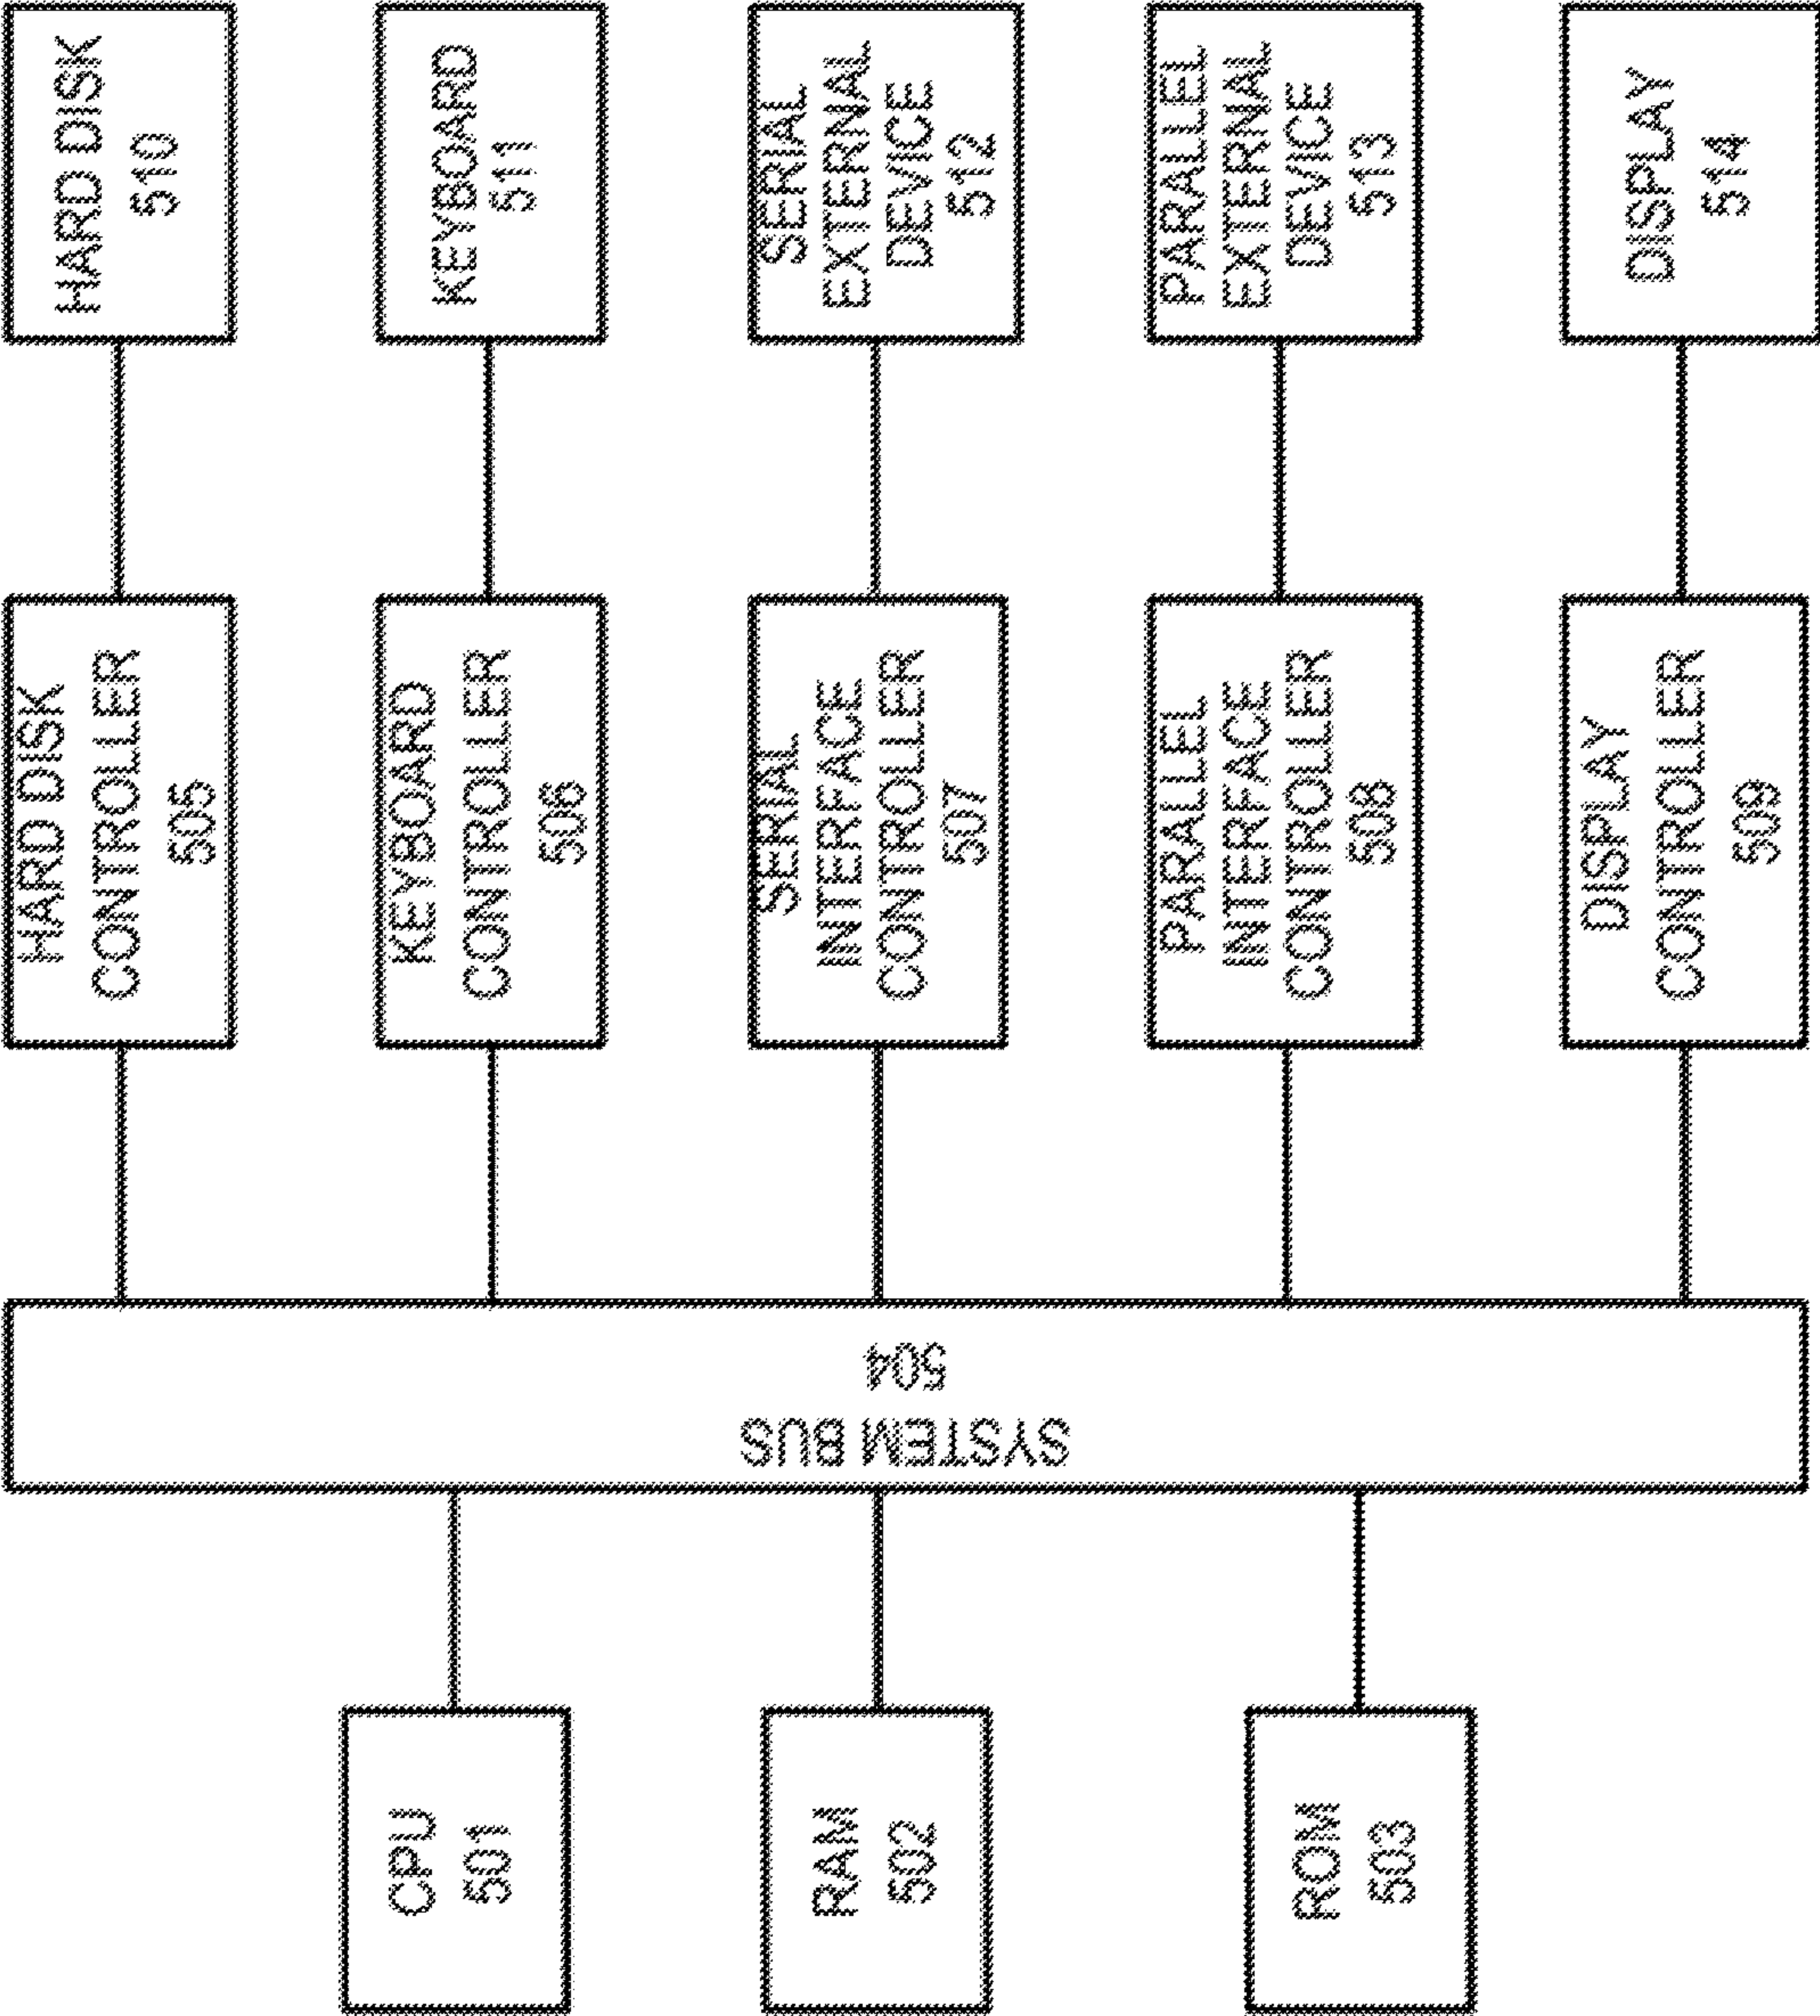 CPU
501
RAM
502
ROM
503
SYSTEM BUS
504
HARD DISK
CONTROLLER
505
KEYBOARD
CONTROLLER
506
SERIAL
INTERFACE
CONTROLLER
507
PARALLEL
INTERFACE
CONTROLLER
508
DISPLAY
CONTROLLER
509
HARD DISK
510
KEYBOARD
511
SERIAL
EXTERNAL
DEVICE
512
PARALLEL
EXTERNAL
DEVICE
513
DISPLAY
514